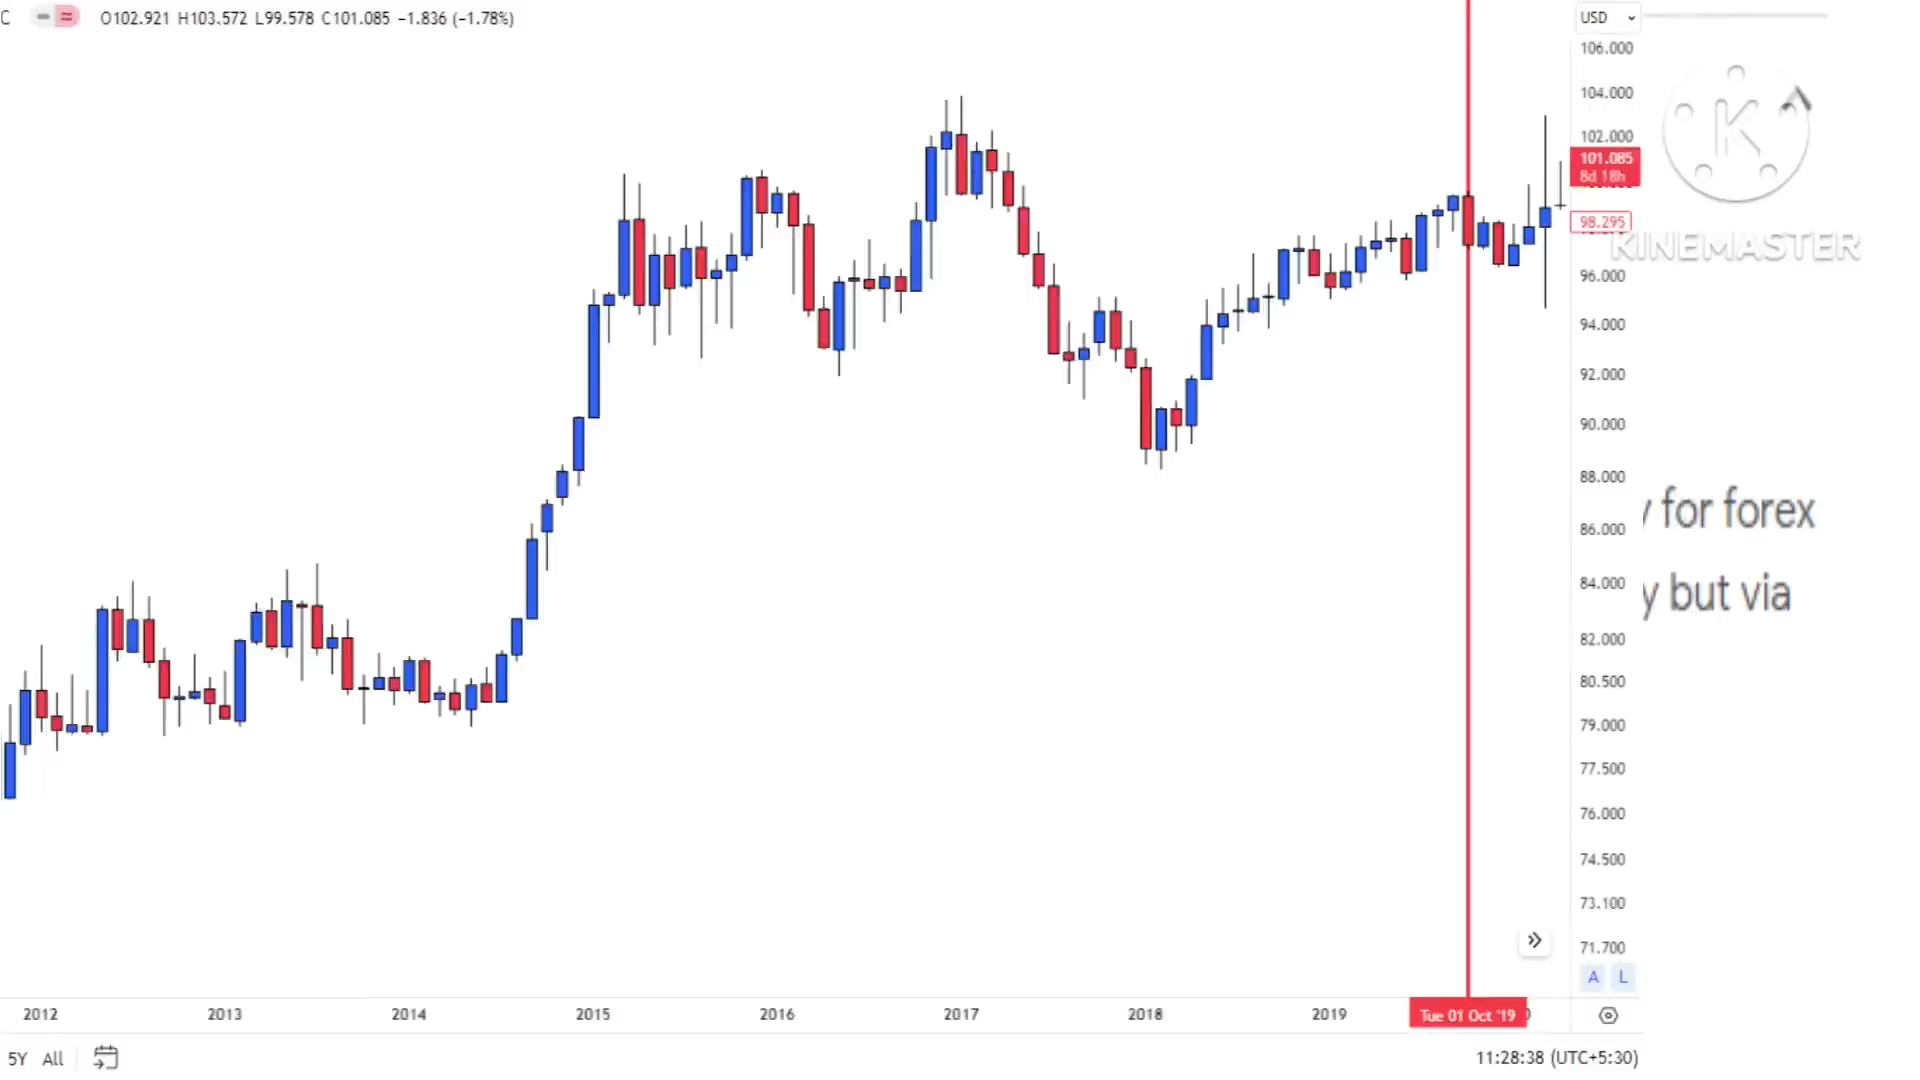 C O102.921 H103.572 L99.578 C101.085 −1.836 (−1.78%)
USD
106.000
104.000
102.000
101.085
8d 18h
98.295
KINEMASTER
96.000
94.000
92.000
90.000
88.000
y for forex
86.000
84.000
y but via
82.000
80.500
79.000
77.500
76.000
74.500
73.100
71.700
A L
2012 2013 2014 2015 2016 2017 2018 2019 Tue 01 Oct '19
5Y All 11:28:38 (UTC+5:30)